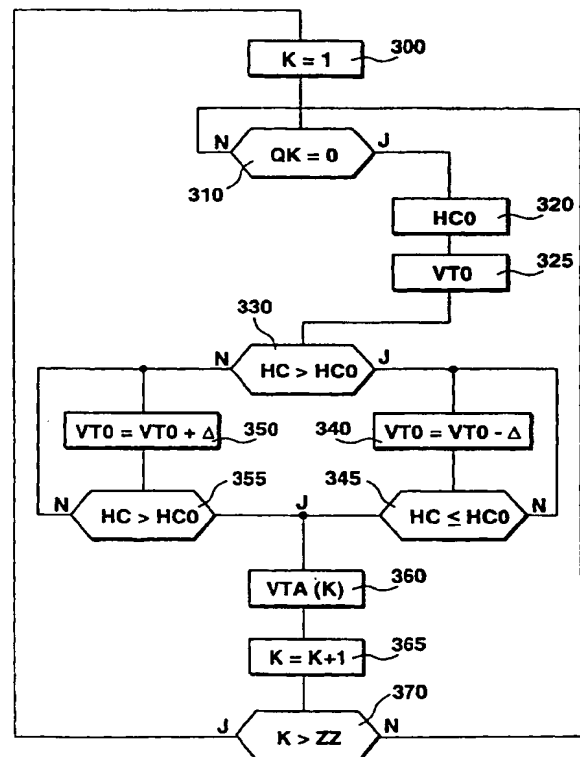 K = 1
300
N
QK = 0
J
310
HC0
320
VT0
325
330
N
HC > HC0
J
VT0 = VT0 + Δ
350
340
VT0 = VT0 - Δ
355
345
N
HC > HC0
J
HC ≤ HC0
N
VTA (K)
360
K = K+1
365
370
J
K > ZZ
N